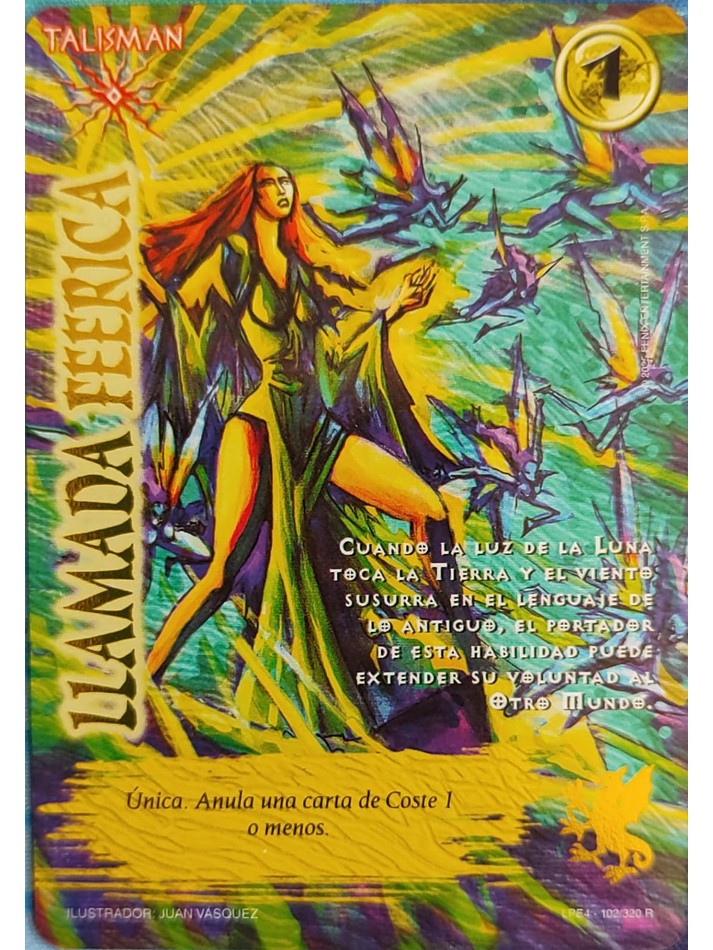 TALISMAN
1
LLAMADA FEERICA
CUANDO LA LUZ DE LA LUNA
TOCA LA TIERRA Y EL VIENTO
SUSURRA EN EL LENGUAJE DE
LO ANTIGUO, EL PORTADOR
DE ESTA HABILIDAD PUEDE
EXTENDER SU VOLUNTAD AL
OTRO MUNDO.
Única. Anula una carta de Coste 1
o menos.
ILUSTRADOR: JUAN VÁSQUEZ
LPE4 - 102/320 R